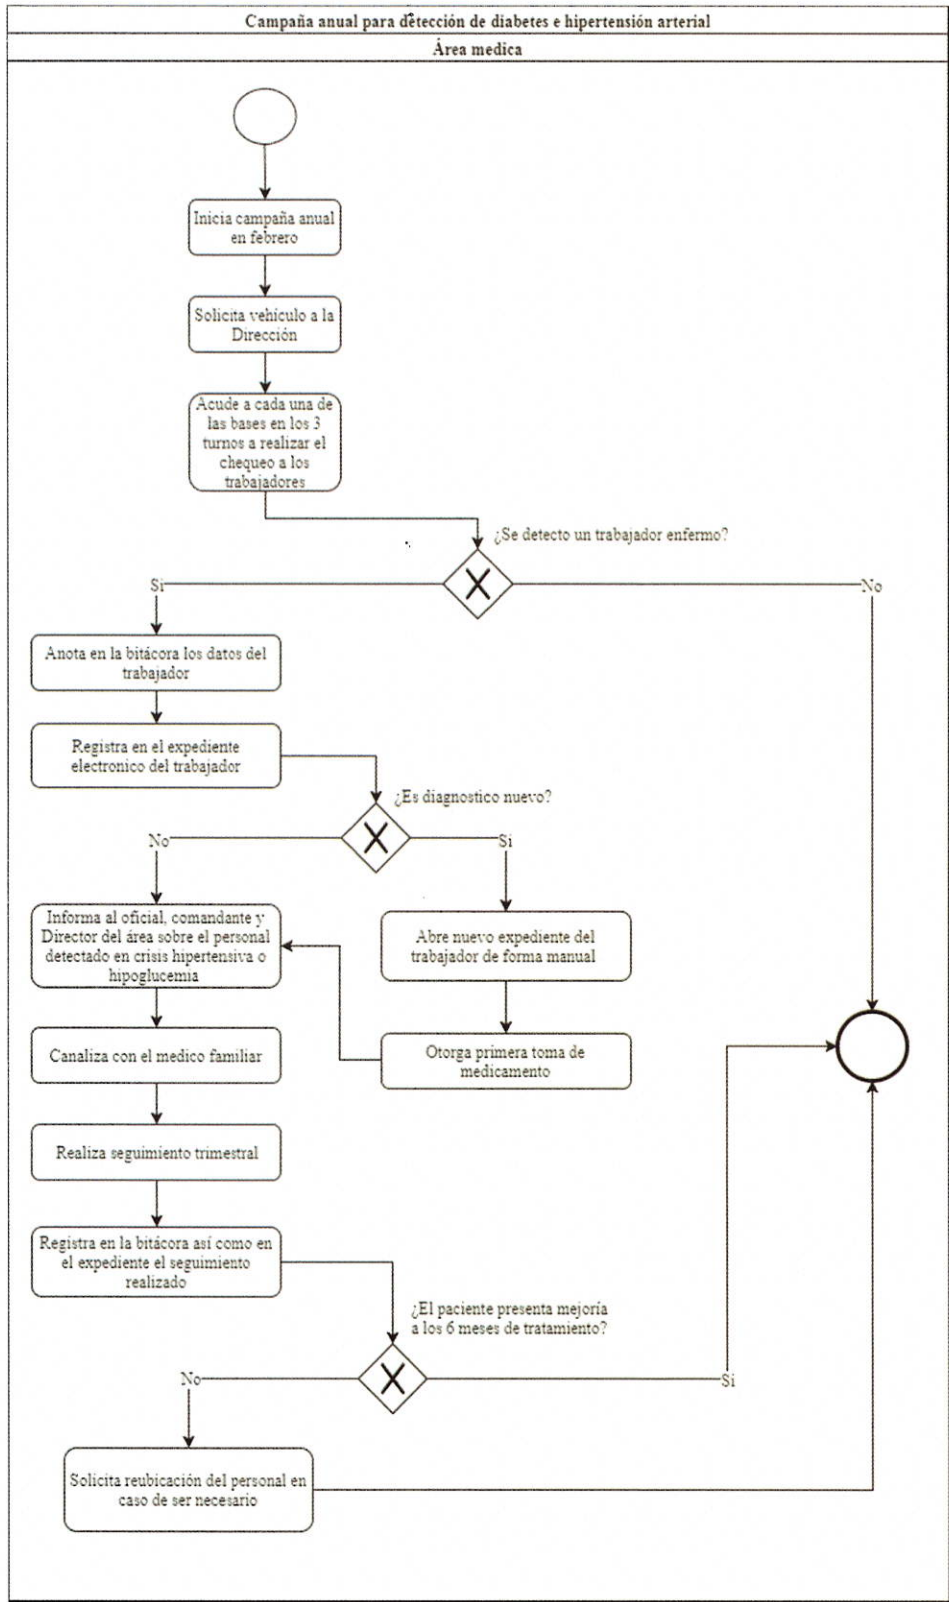 Campaña anual para detección de diabetes e hipertensión arterial
Área medica
Inicia campaña anual
en febrero
Solicita vehículo a la
Dirección
Acude a cada una de
las bases en los 3
turnos a realizar el
chequeo a los
trabajadores
¿Se detecto un trabajador enfermo?
Si
No
Anota en la bitácora los datos del
trabajador
Registra en el expediente
electronico del trabajador
¿Es diagnostico nuevo?
No
Si
Informa al oficial, comandante y
Director del área sobre el personal
detectado en crisis hipertensiva o
hipoglucemia
Abre nuevo expediente del
trabajador de forma manual
Otorga primera toma de
medicamento
Canaliza con el medico familiar
Realiza seguimiento trimestral
Registra en la bitácora así como en
el expediente el seguimiento
realizado
¿El paciente presenta mejoría
a los 6 meses de tratamiento?
No
Si
Solicita reubicación del personal en
caso de ser necesario